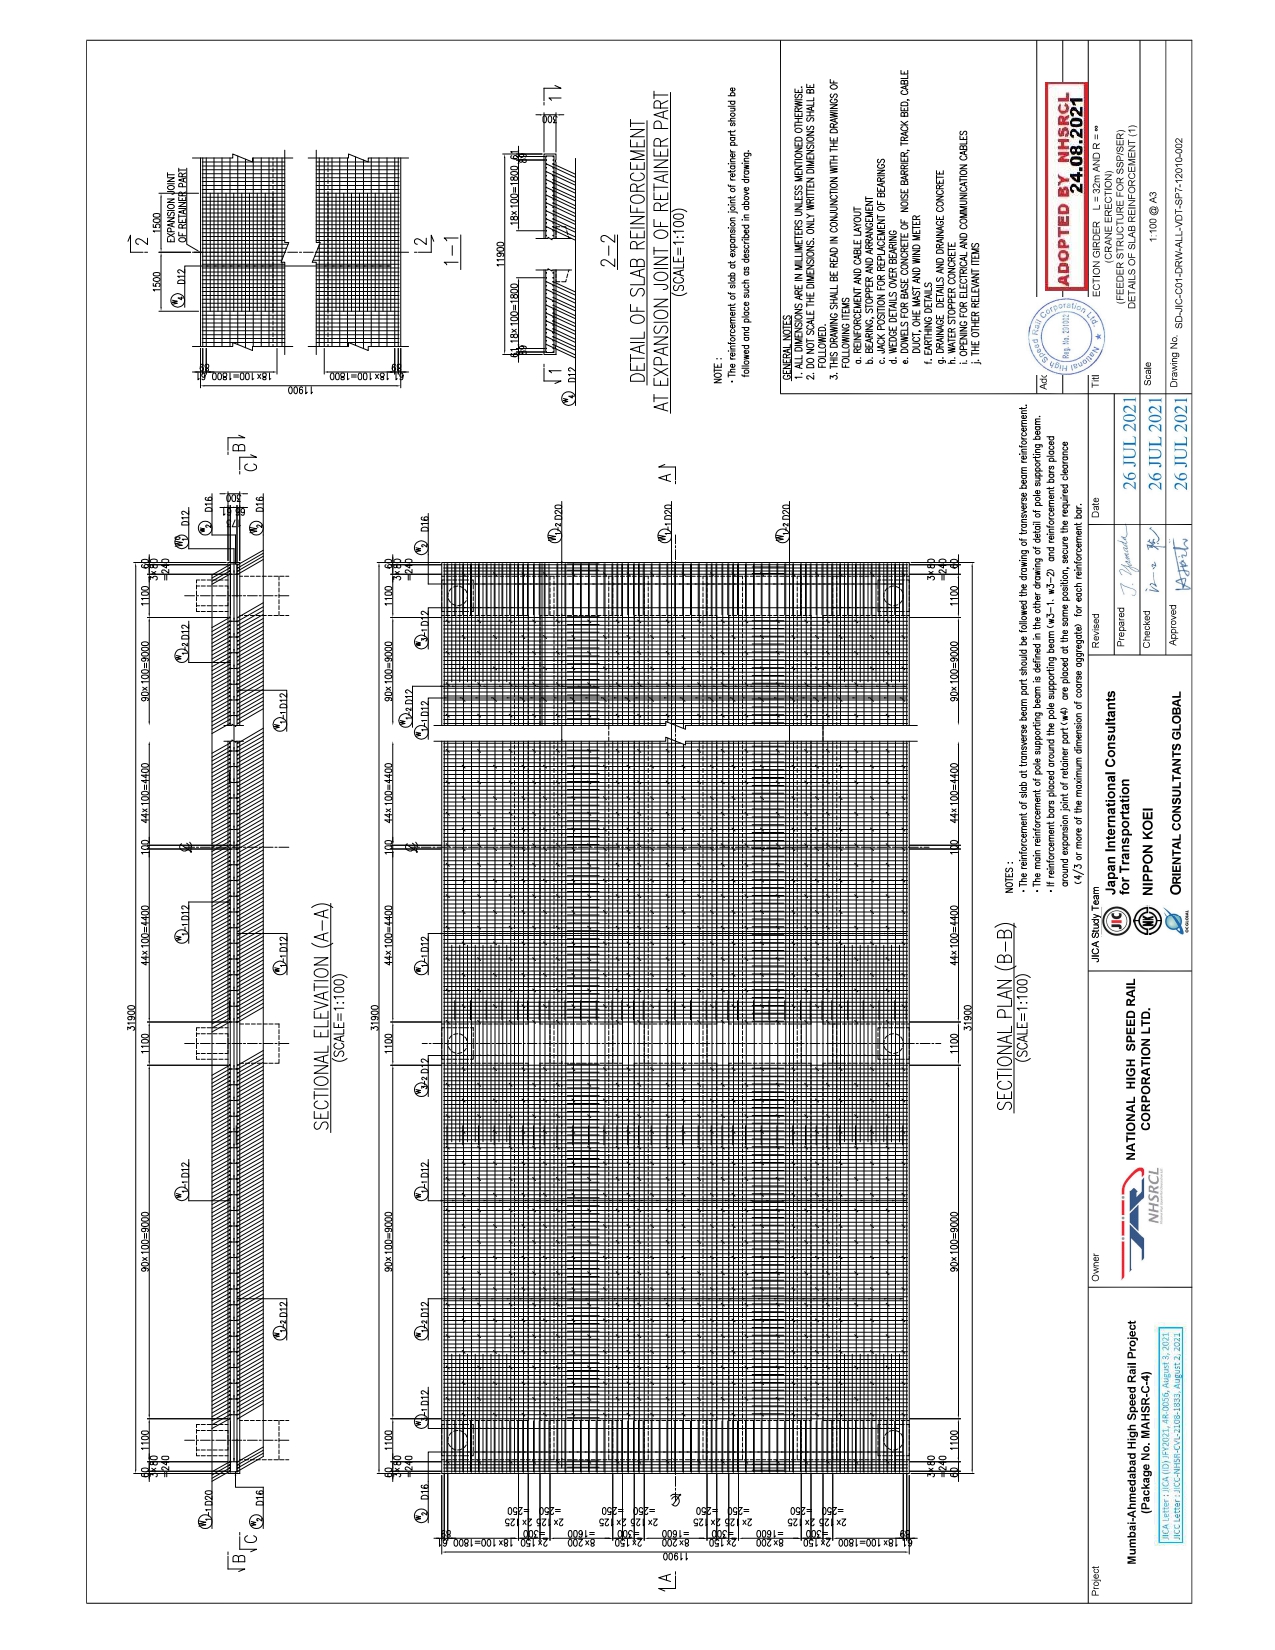 31900
60 1100 90×100=9000 1100 44×100=4400 100 44×100=4400 90×100=9000 1100 60
3×80
=240
3×80
=240
W1-1 D12
W1-1 D12
W1-2 D12
D12
W1-1 D20
W2 D16
W2 D16
W2 D16
300
B
C
C
B
W1-2 D12
W1-1 D12
W1-1 D12
SECTIONAL ELEVATION (A-A)
(SCALE=1:100)
31900
60 1100 90×100=9000 1100 44×100=4400 100 44×100=4400 90×100=9000 1100 60
3×80
=240
3×80
=240
W2 D16
W3-1 D12
W1-2 D12
W1-1 D12
W3-2 D12
W1-1 D12
W1-2 D12
W1-1 D12
W3-1 D12
W2 D16
61
89
18×100=1800
2×125
=250
2×150
=300
2×125
=250
8×200
=1600
2×125
=250
2×150
=300
2×125
=250
8×200
=1600
2×125
=250
2×150
=300
2×125
=250
8×200
=1600
2×125
=250
2×150
=300
2×125
=250
18×100=1800
61
89
11900
A
A
W1-2 D20
W1-1 D20
W1-2 D20
3×80
=240
3×80
=240
60 1100 90×100=9000 1100 44×100=4400 100 44×100=4400 90×100=9000 1100 60
31900
SECTIONAL PLAN (B-B)
(SCALE=1:100)
NOTES :
・The reinforcement of slab at transverse beam part should be followed the drawing of transverse beam reinforcement.
・The main reinforcement of pole supporting beam is defined in the other drawing of detail of pole supporting beam.
・If reinforcement bars placed around the pole supporting beam(w3-1, w3-2) and reinforcement bars placed
around expansion joint of retainer part(w4) are placed at the same position, secure the required clearance
(4/3 or more of the maximum dimension of coarse aggregate) for each reinforcement bar.
2
1500 1500
W4 D12
EXPANSION JOINT
OF RETAINER PART
61
89
18×100=1800
11900
18×100=1800
61
89
2
1-1
11900
61 18×100=1800 18×100=1800 61
89 89
1
1
300
W4 D12
2-2
DETAIL OF SLAB REINFORCEMENT
AT EXPANSION JOINT OF RETAINER PART
(SCALE=1:100)
NOTE :
・The reinforcement of slab at expansion joint of retainer part should be
followed and place such as described in above drawing.
GENERAL NOTES
1. ALL DIMENSIONS ARE IN MILLIMETERS UNLESS MENTIONED OTHERWISE.
2. DO NOT SCALE THE DIMENSIONS. ONLY WRITTEN DIMENSIONS SHALL BE
FOLLOWED.
3. THIS DRAWING SHALL BE READ IN CONJUNCTION WITH THE DRAWINGS OF
FOLLOWING ITEMS
a. REINFORCEMENT AND CABLE LAYOUT
b. BEARING, STOPPER AND ARRANGEMENT
c. JACK POSITION FOR REPLACEMENT OF BEARINGS
d. WEDGE DETAILS OVER BEARING
e. DOWELS FOR BASE CONCRETE OF NOISE BARRIER, TRACK BED, CABLE
DUCT, OHE MAST AND WIND METER
f. EARTHING DETAILS
g. DRAINAGE DETAILS AND DRAINAGE CONCRETE
h. WATER STOPPER CONCRETE
i. OPENING FOR ELECTRICAL AND COMMUNICATION CABLES
j. THE OTHER RELEVANT ITEMS
National High Speed Rail Corporation Ltd.
Reg. No. 291002
ADOPTED BY NHSRCL
24.08.2021
Project
Mumbai-Ahmedabad High Speed Rail Project
(Package No. MAHSR-C-4)
JICA Letter : JICA (ID) JFY2021, 4R-0056, August 3, 2021
JICC Letter : JICC-NHSR-CVL-2108-1833, August 2, 2021
Owner
NHSRCL
NATIONAL HIGH SPEED RAIL
CORPORATION LTD.
JICA Study Team
JIC
Japan International Consultants
for Transportation
NK
NIPPON KOEI
OC GLOBAL
ORIENTAL CONSULTANTS GLOBAL
Revised Date
Prepared J. Yamada 26 JUL 2021
Checked 26 JUL 2021
Approved 26 JUL 2021
ECTION GIRDER L = 32m AND R = ∞
(CRANE ERECTION)
(FEEDER STRUCTURE FOR SSP/SER)
DETAILS OF SLAB REINFORCEMENT (1)
Scale 1:100 @ A3
Drawing No. SD-JIC-C01-DRW-ALL-VDT-SP7-12010-002